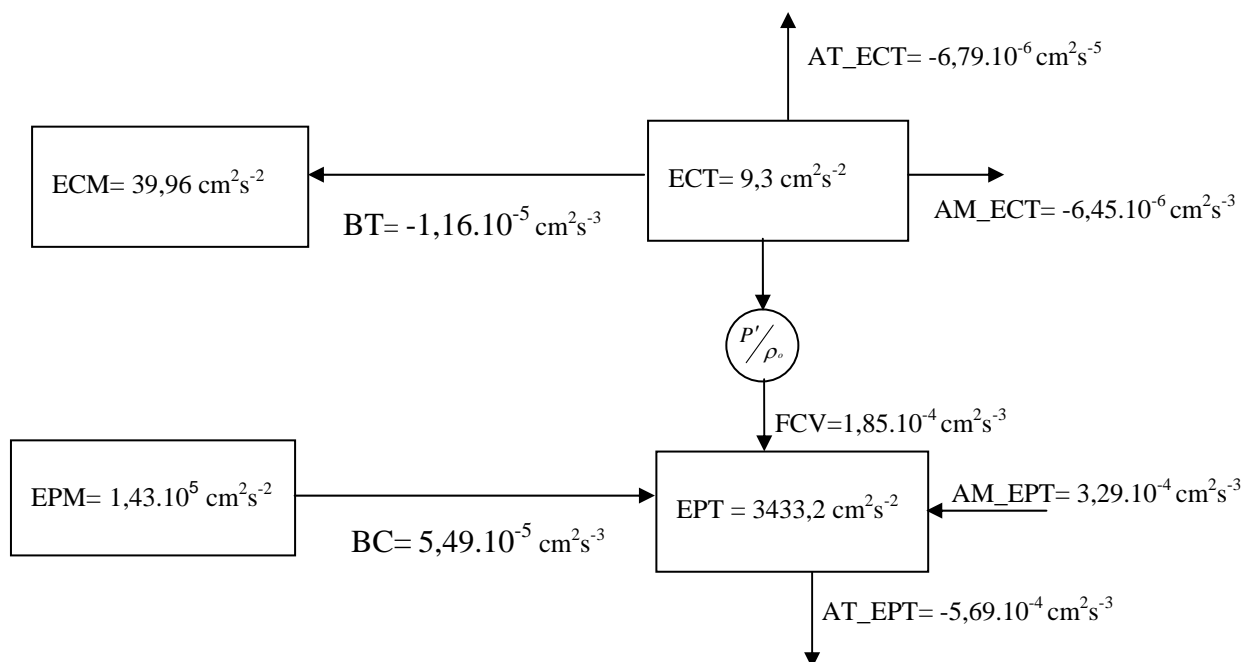 AT_ECT= -6,79.10⁻⁶ cm²s⁻⁵
ECM= 39,96 cm²s⁻²
ECT= 9,3 cm²s⁻²
BT= -1,16.10⁻⁵ cm²s⁻³
AM_ECT= -6,45.10⁻⁶ cm²s⁻³
P'/ρₒ
FCV=1,85.10⁻⁴ cm²s⁻³
EPM= 1,43.10⁵ cm²s⁻²
EPT = 3433,2 cm²s⁻²
AM_EPT= 3,29.10⁻⁴ cm²s⁻³
BC= 5,49.10⁻⁵ cm²s⁻³
AT_EPT= -5,69.10⁻⁴ cm²s⁻³